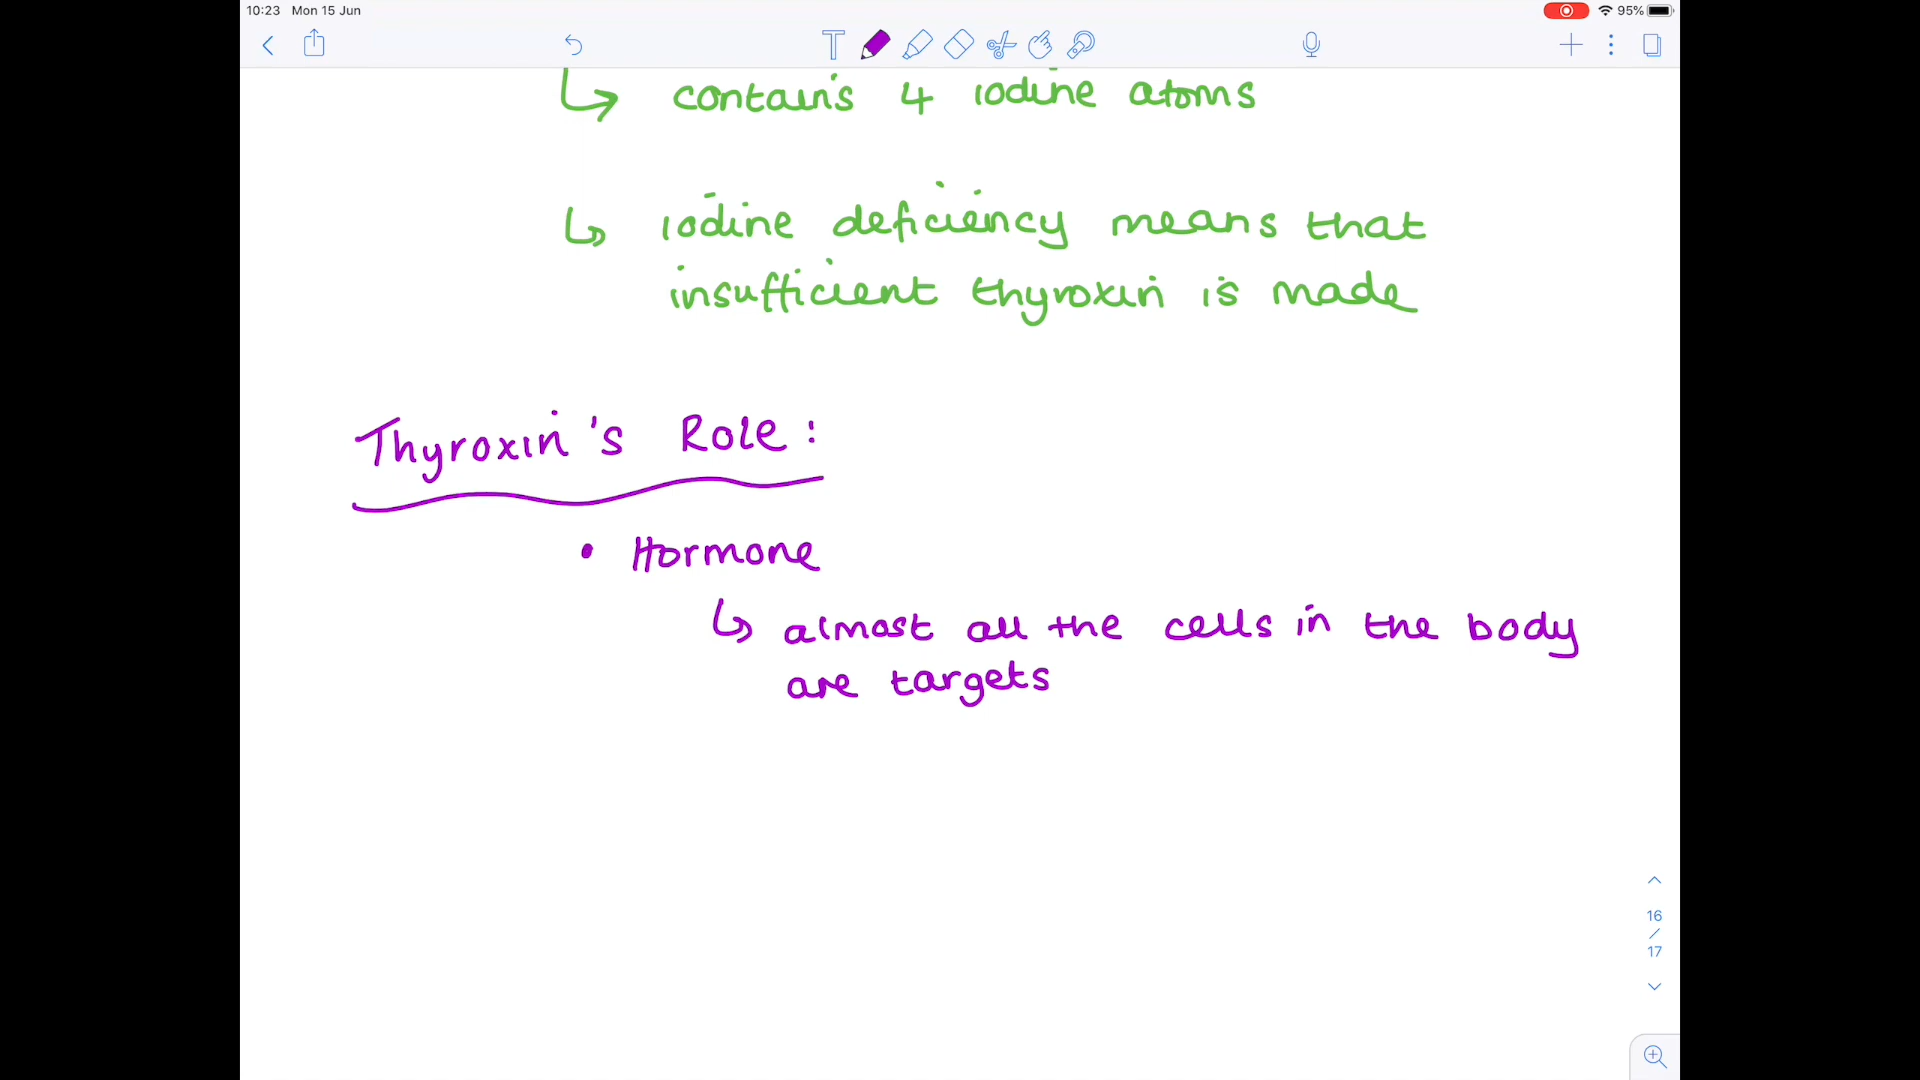 10:23 Mon 15 Jun
95%
contains 4 iodine atoms
iodine deficiency means that
insufficient thyroxin is made
Thyroxin's Role:
• Hormone
almost all the cells in the body
are targets
16
/
17